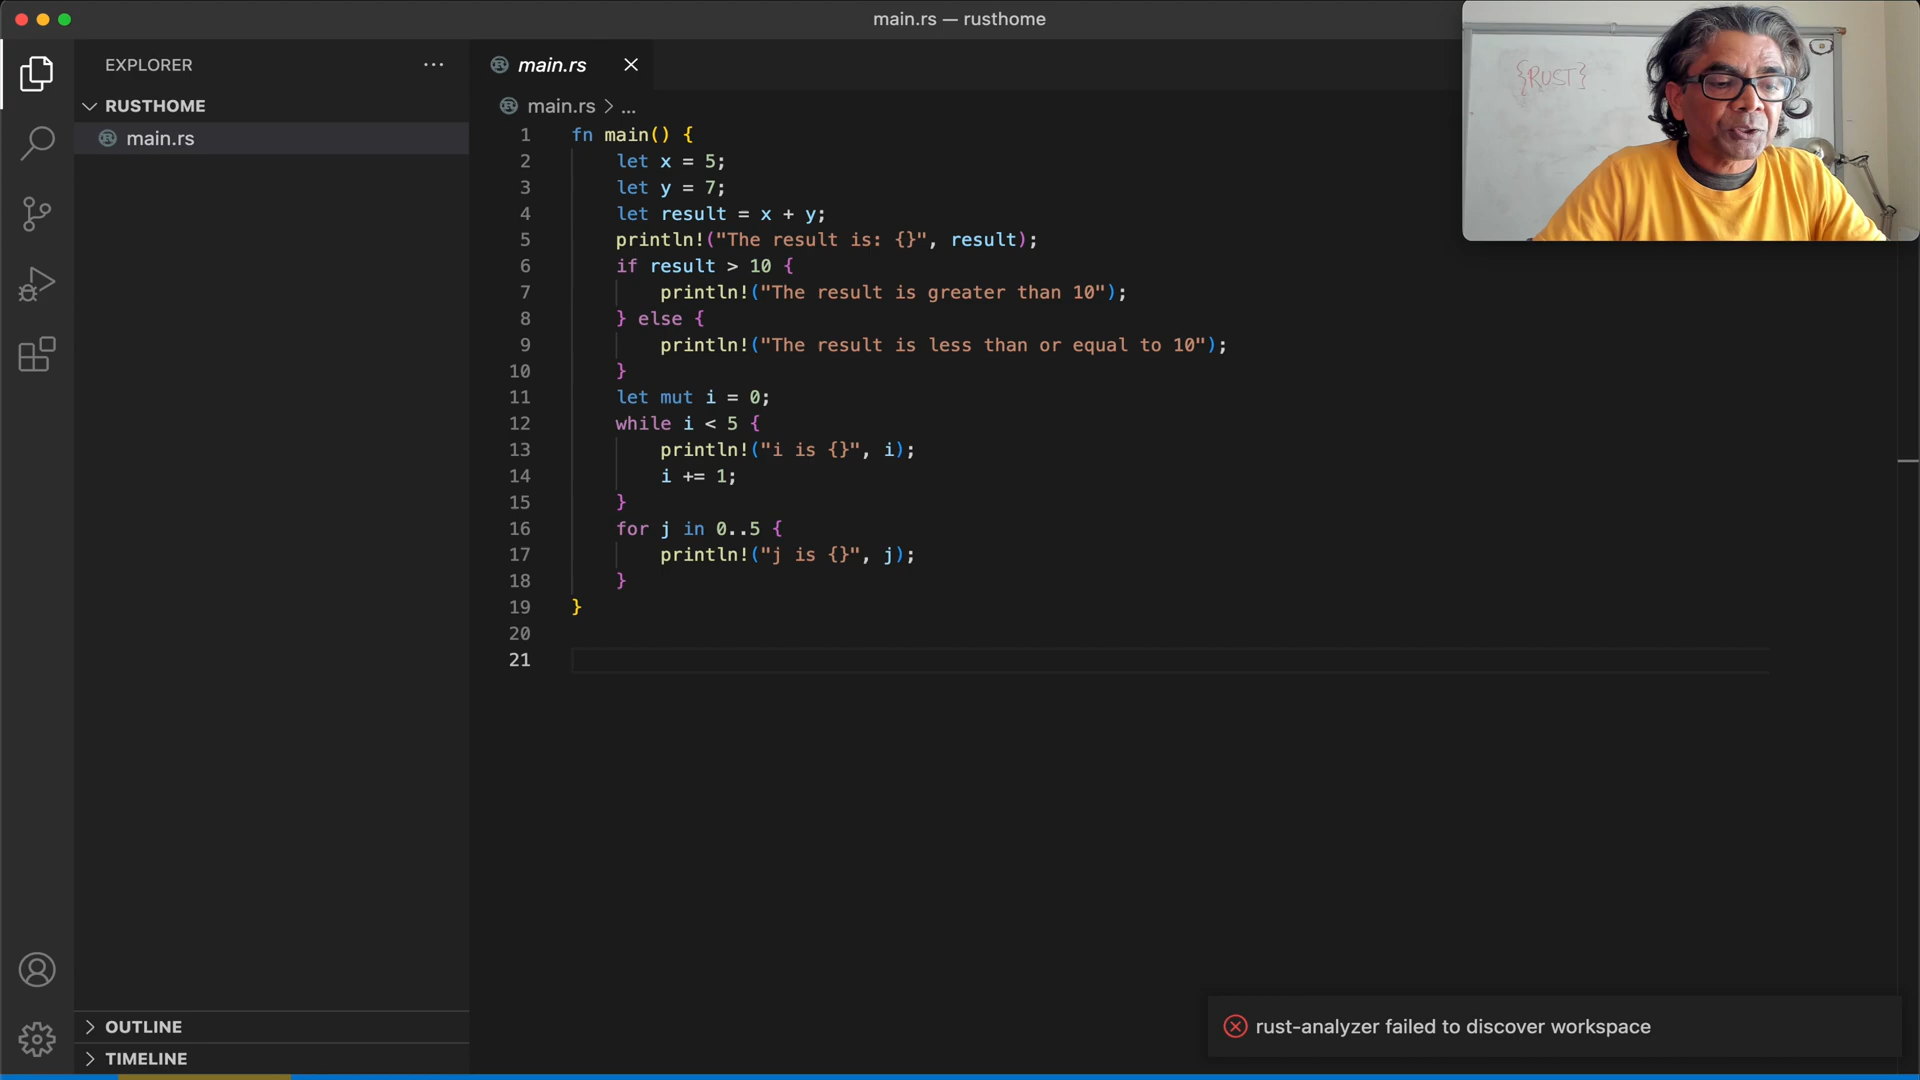 main.rs — rusthome
{RUST}
EXPLORER
main.rs
RUSTHOME
main.rs > ...
main.rs
1 fn main() {
2 let x = 5;
3 let y = 7;
4 let result = x + y;
5 println!("The result is: {}", result);
6 if result > 10 {
7 println!("The result is greater than 10");
8 } else {
9 println!("The result is less than or equal to 10");
10 }
11 let mut i = 0;
12 while i < 5 {
13 println!("i is {}", i);
14 i += 1;
15 }
16 for j in 0..5 {
17 println!("j is {}", j);
18 }
19 }
20
21
OUTLINE
rust-analyzer failed to discover workspace
TIMELINE